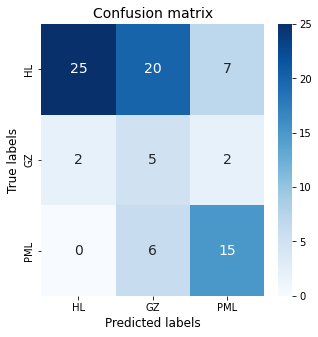 Confusion matrix
25
HL 25 20 7
20
15
GZ 2 5 2
10
True labels
5
PML 0 6 15
0
HL GZ PML
Predicted labels